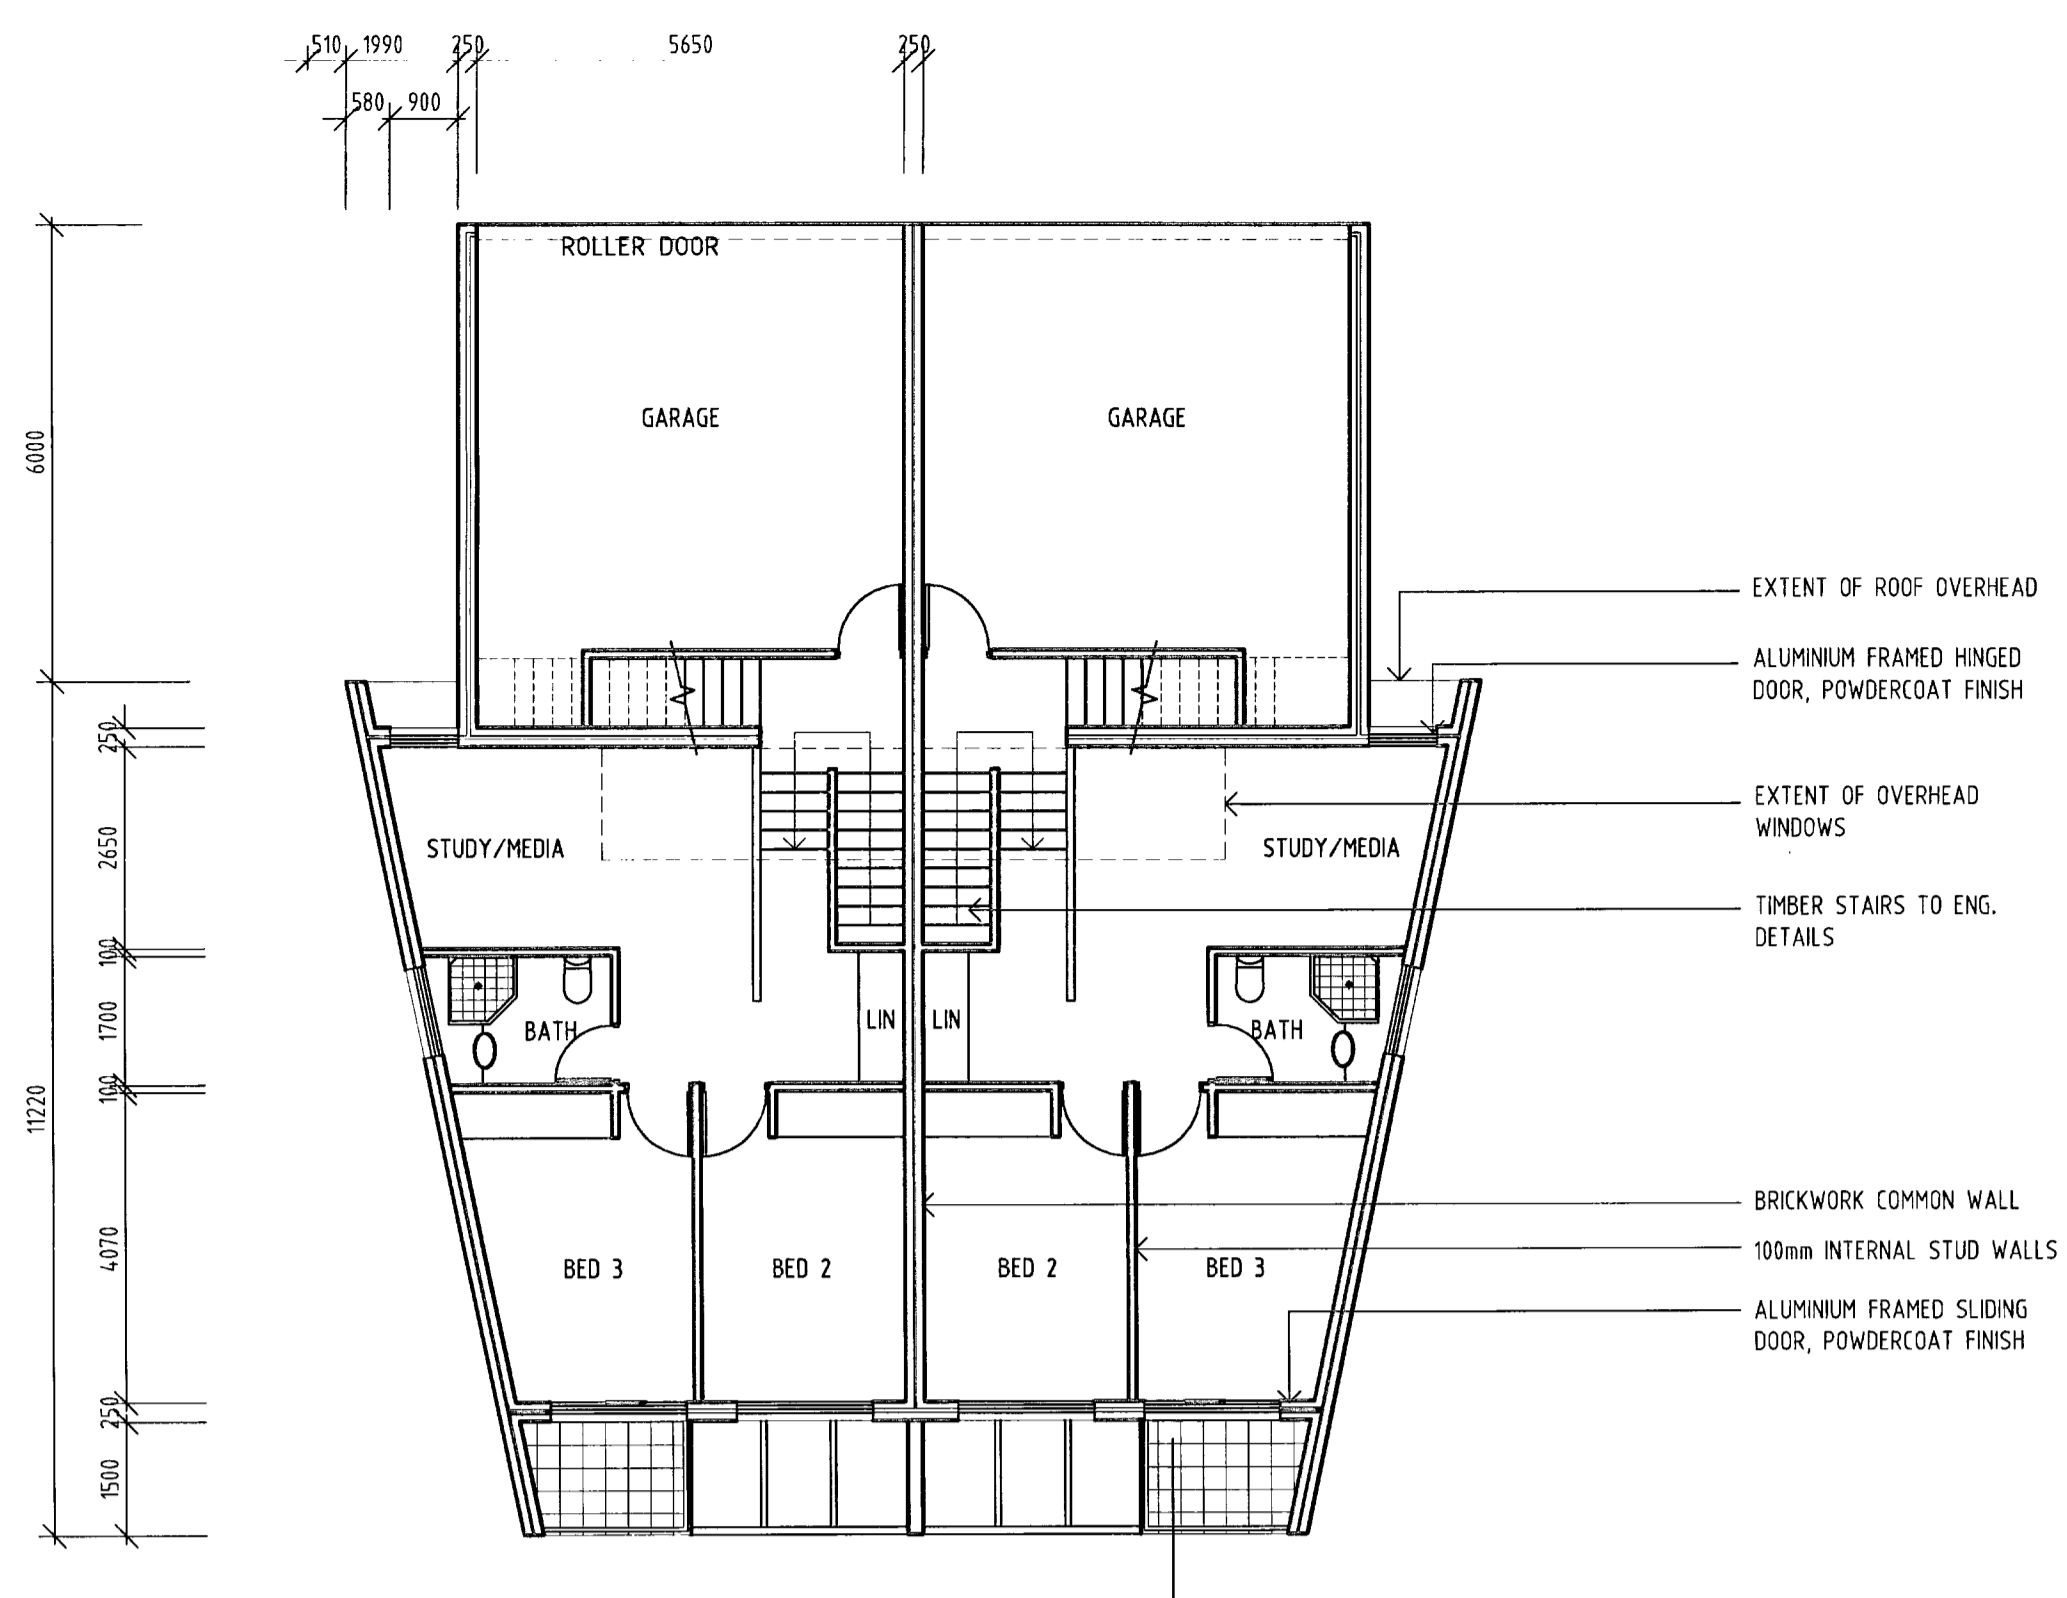 510 1990 250 5650 250
580 900
ROLLER DOOR
GARAGE GARAGE
6000
EXTENT OF ROOF OVERHEAD
ALUMINIUM FRAMED HINGED
DOOR, POWDERCOAT FINISH
250
EXTENT OF OVERHEAD
WINDOWS
2650
STUDY/MEDIA STUDY/MEDIA
TIMBER STAIRS TO ENG.
DETAILS
100
1700
BATH LIN LIN BATH
100
11220
BRICKWORK COMMON WALL
4070
100mm INTERNAL STUD WALLS
BED 3 BED 2 BED 2 BED 3
ALUMINIUM FRAMED SLIDING
DOOR, POWDERCOAT FINISH
250
1500